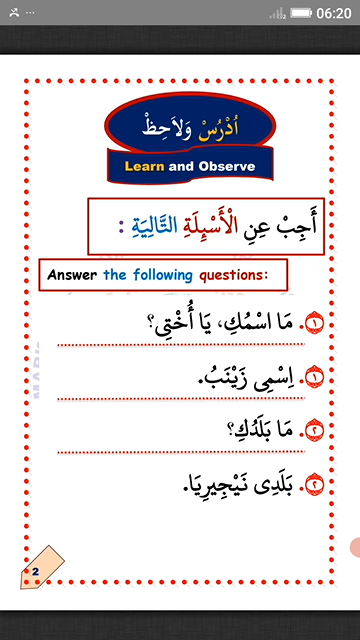 06:20
اُدْرُسْ وَلاَحِظْ
Learn and Observe
أَجِبْ عَنِ الْأَسْئِلَةِ التَّالِيَةِ :
Answer the following questions:
١. مَا اسْمُكِ، يَا أُخْتِى؟
١. اِسْمِى زَيْنَبُ.
٢. مَا بَلَدُكِ؟
٢. بَلَدِى نَيْجِيرِيَا.
2